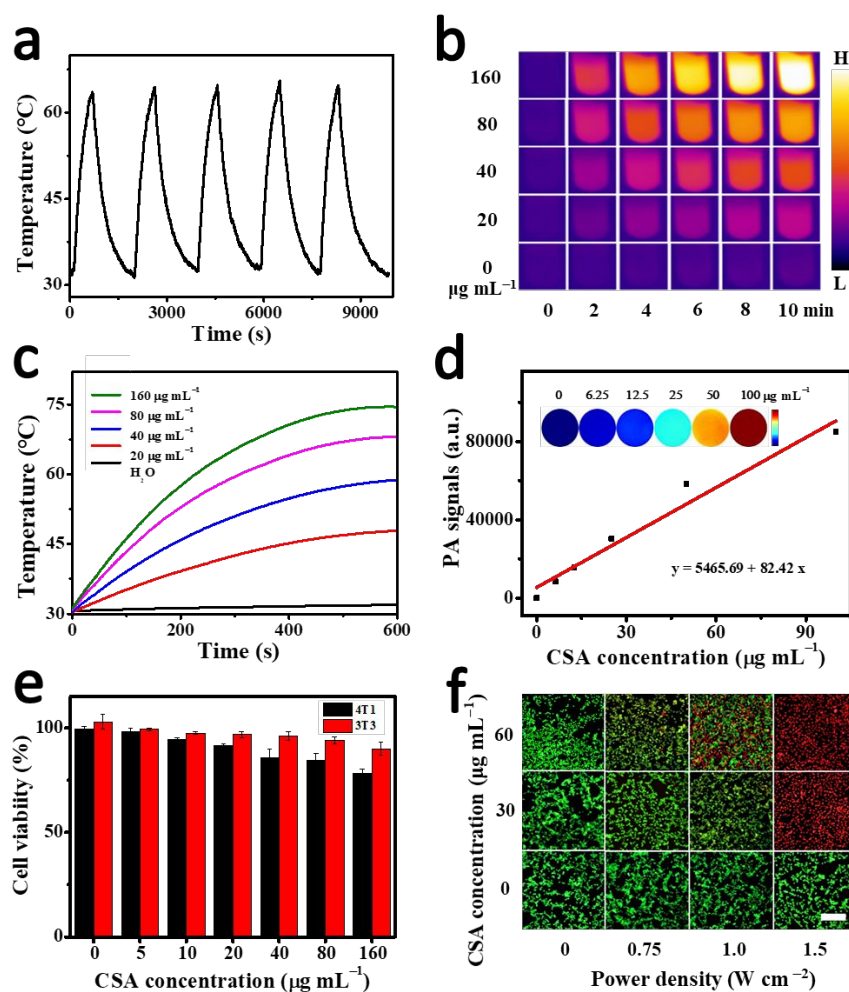 a
Temperature (°C)
60
45
30
0
3000
6000
9000
Time (s)
b
160
80
40
20
0
µg mL⁻¹
0
2
4
6
8
10 min
H
L
c
Temperature (°C)
75
60
45
30
160 µg mL⁻¹
80 µg mL⁻¹
40 µg mL⁻¹
20 µg mL⁻¹
H₂O
0
200
400
600
Time (s)
d
PA signals (a.u.)
80000
40000
0
0
6.25
12.5
25
50
100 µg mL⁻¹
y = 5465.69 + 82.42 x
0
30
60
90
CSA concentration (µg mL⁻¹)
e
Cell viabiity (%)
100
50
0
4T1
3T3
0
5
10
20
40
80
160
CSA concentration (µg mL⁻¹)
f
CSA concentration (µg mL⁻¹)
60
30
0
0
0.75
1.0
1.5
Power density (W cm⁻²)